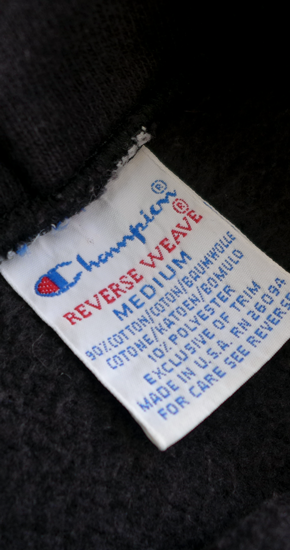 Champion®
REVERSE WEAVE®
MEDIUM
90%COTTON/COTON/BAUMWOLLE
COTONE/KATOEN/BOMULD
10% POLYESTER
EXCLUSIVE OF TRIM
MADE IN U.S.A. RN 26094
FOR CARE SEE REVERSE